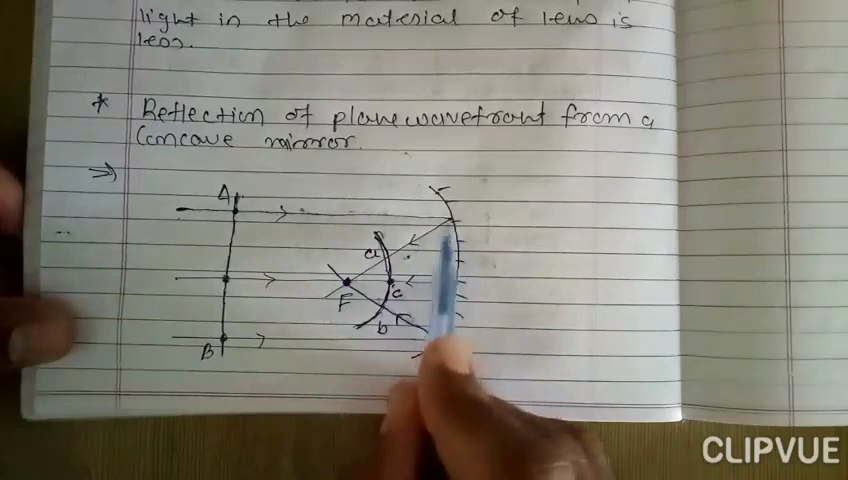 light in the material of lens is
less.
* Reflection of plane wavefront from a
Concave mirror.
⇒
A
a
c
F
b
B
CLIPVUE